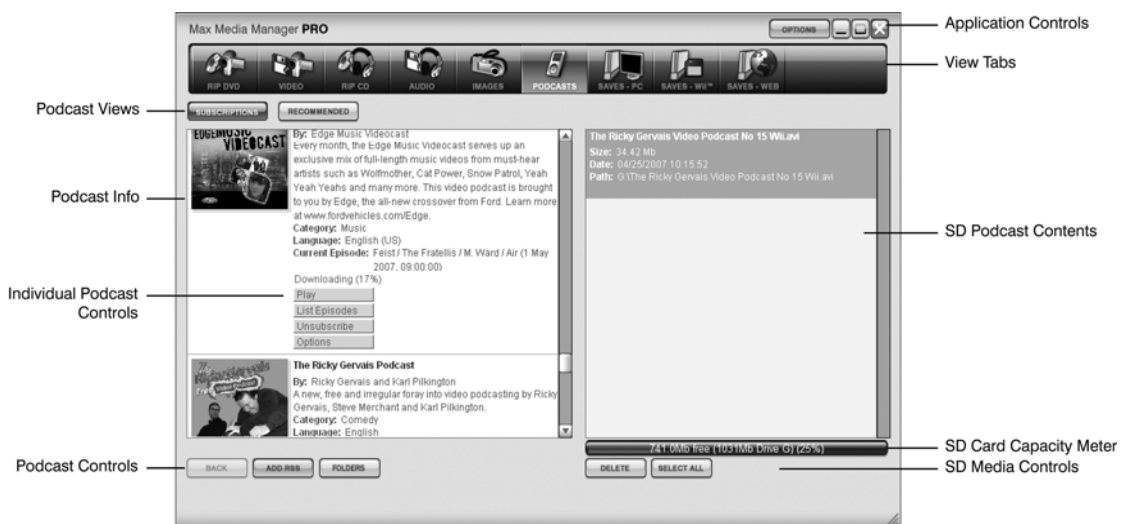 Max Media Manager PRO
OPTIONS
Application Controls
RIP DVD
VIDEO
RIP CD
AUDIO
IMAGES
PODCASTS
SAVES - PC
SAVES - Wii™
SAVES - WEB
View Tabs
Podcast Views
SUBSCRIPTIONS
RECOMMENDED
EDGEMUSIC
VIDEOCAST
By: Edge Music Videocast
Every month, the Edge Music Videocast serves up an
exclusive mix of full-length music videos from must-hear
artists such as Wolfmother, Cat Power, Snow Patrol, Yeah
Yeah Yeahs and many more. This video podcast is brought
to you by Edge, the all-new crossover from Ford. Learn more
at www.fordvehicles.com/Edge.
Category: Music
Language: English (US)
Current Episode: Feist / The Fratellis / M. Ward / Air (1 May
2007, 09:00:00)
Downloading (17%)
Play
List Episodes
Unsubscribe
Options
Podcast Info
Individual Podcast
Controls
The Ricky Gervais Podcast
By: Ricky Gervais and Karl Pilkington
A new, free and irregular foray into video podcasting by Ricky
Gervais, Steve Merchant and Karl Pilkington.
Category: Comedy
Language: English
The Ricky Gervais Video Podcast No 15 Wii.avi
Size: 34.42 Mb
Date: 04/25/2007 10:15:52
Path: G:\The Ricky Gervais Video Podcast No 15 Wii.avi
SD Podcast Contents
741.0Mb free (1031Mb Drive G) (25%)
SD Card Capacity Meter
Podcast Controls
BACK
ADD RSS
FOLDERS
DELETE
SELECT ALL
SD Media Controls